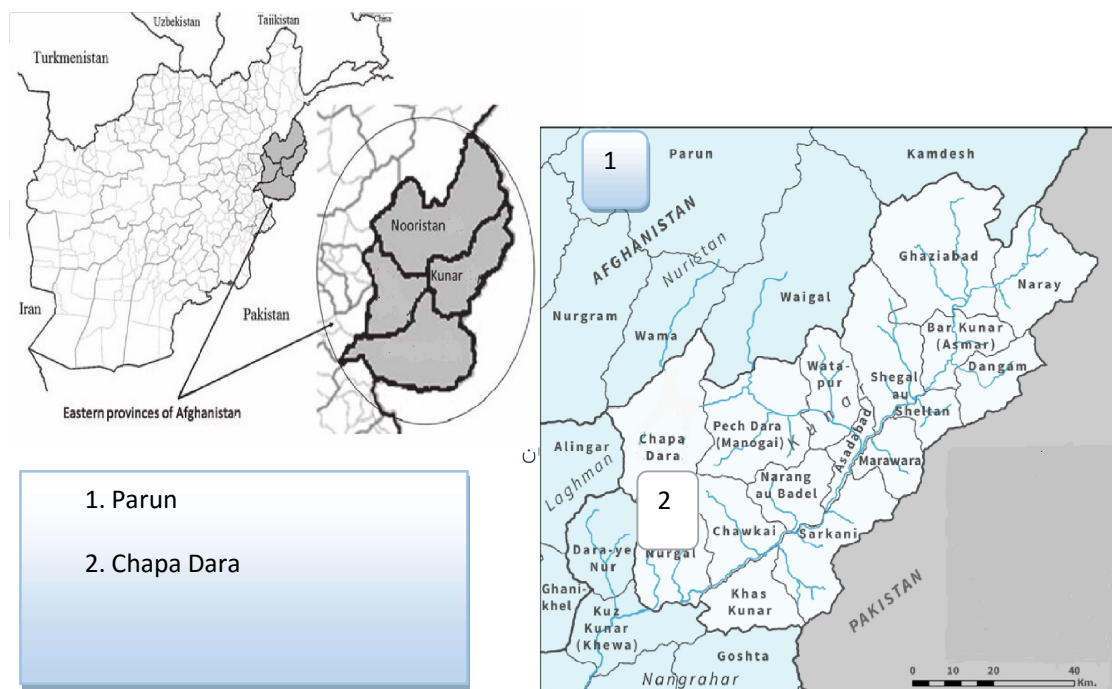 Uzbekistan
Taiikistan
China
Turkmenistan
Iran
Pakistan
Nooristan
Kunar
Eastern provinces of Afghanistan
1. Parun
2. Chapa Dara
1
Parun
Kamdesh
AFGHANISTAN
Nuristan
Ghaziabad
Naray
Waigal
Nurgram
Wama
Bar Kunar
(Asmar)
Dangam
Wata-
pur
Shegal
au
Sheltan
Kunar
Asadabad
Pech Dara
(Manogai)
Chapa
Dara
Alingar
Laghman
Marawara
Narang
au Badel
2
Chawkai
Sarkani
Nurgal
Dara-ye
Nur
Ghani-
khel
Kuz
Kunar
(Khewa)
Khas
Kunar
PAKISTAN
Goshta
Nangrahar
0 10 20 40
Km.